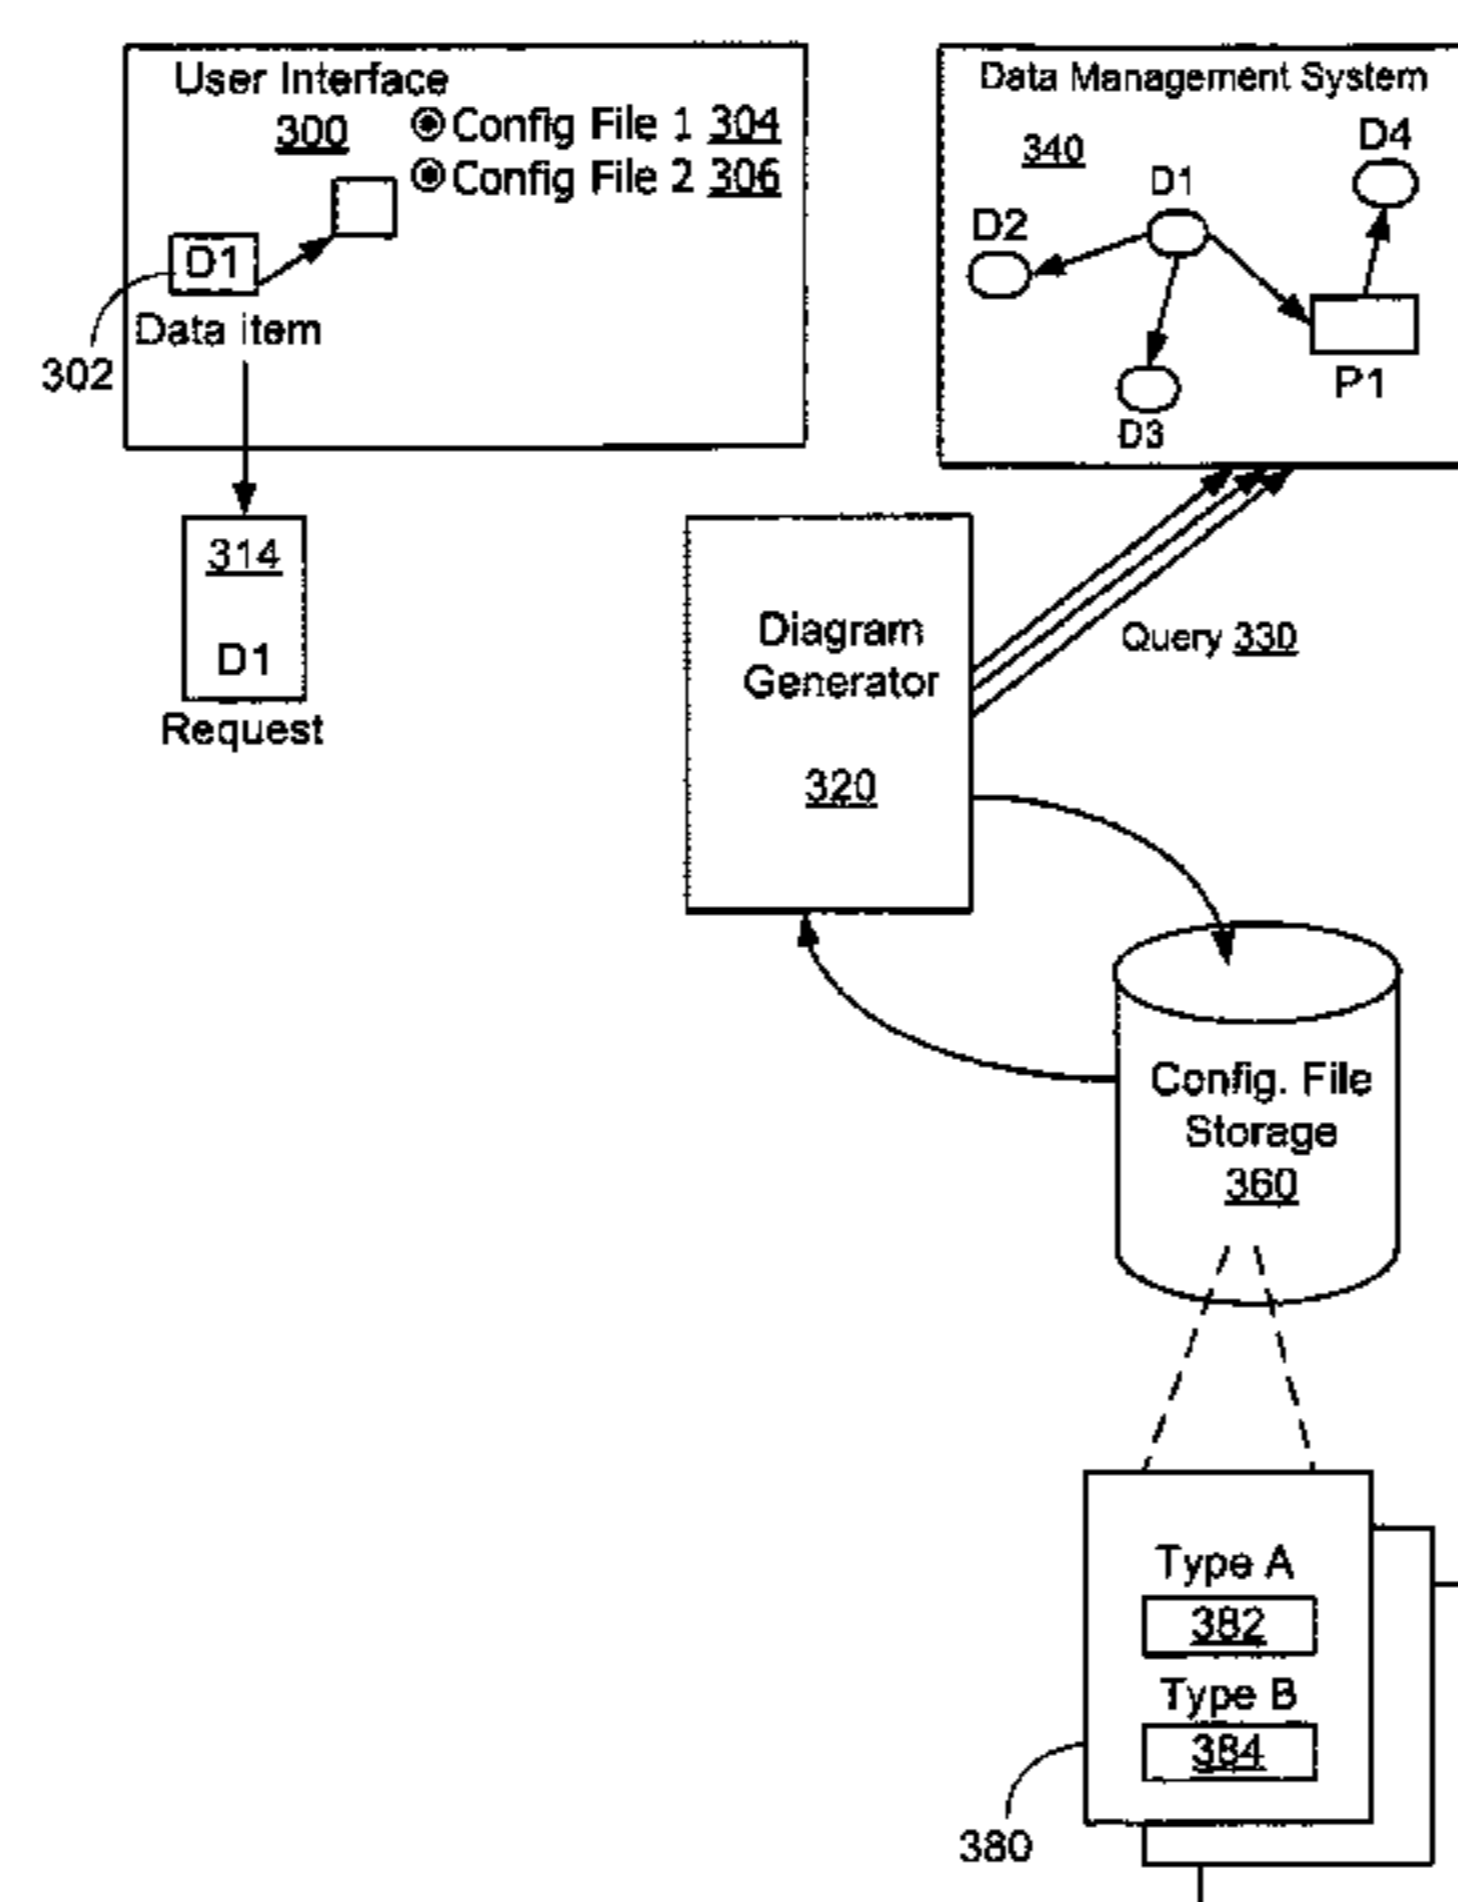 User Interface
300
Config File 1 304
Config File 2 306
D1
Data item
302
314
D1
Request
Data Management System
340
D4
D1
D2
P1
D3
Diagram
Generator
320
Query 330
Config. File
Storage
360
Type A
382
Type B
384
380